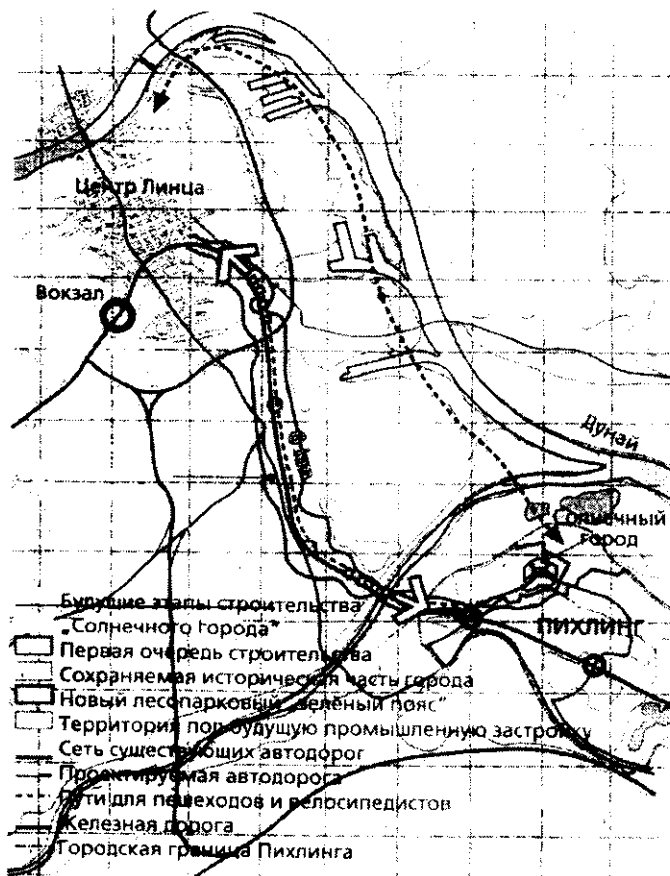 Центр Линца
Вокзал
Дунай
Солнечный
город
ПИХЛИНГ
Будущие этапы строительства
„Солнечного города"
Первая очередь строительства
Сохраняемая историческая часть города
Новый лесопарковый „зеленый пояс"
Территория под будущую промышленную застройку
Сеть существующих автодорог
Проектируемая автодорога
Пути для пешеходов и велосипедистов
Железная дорога
Городская граница Пихлинга